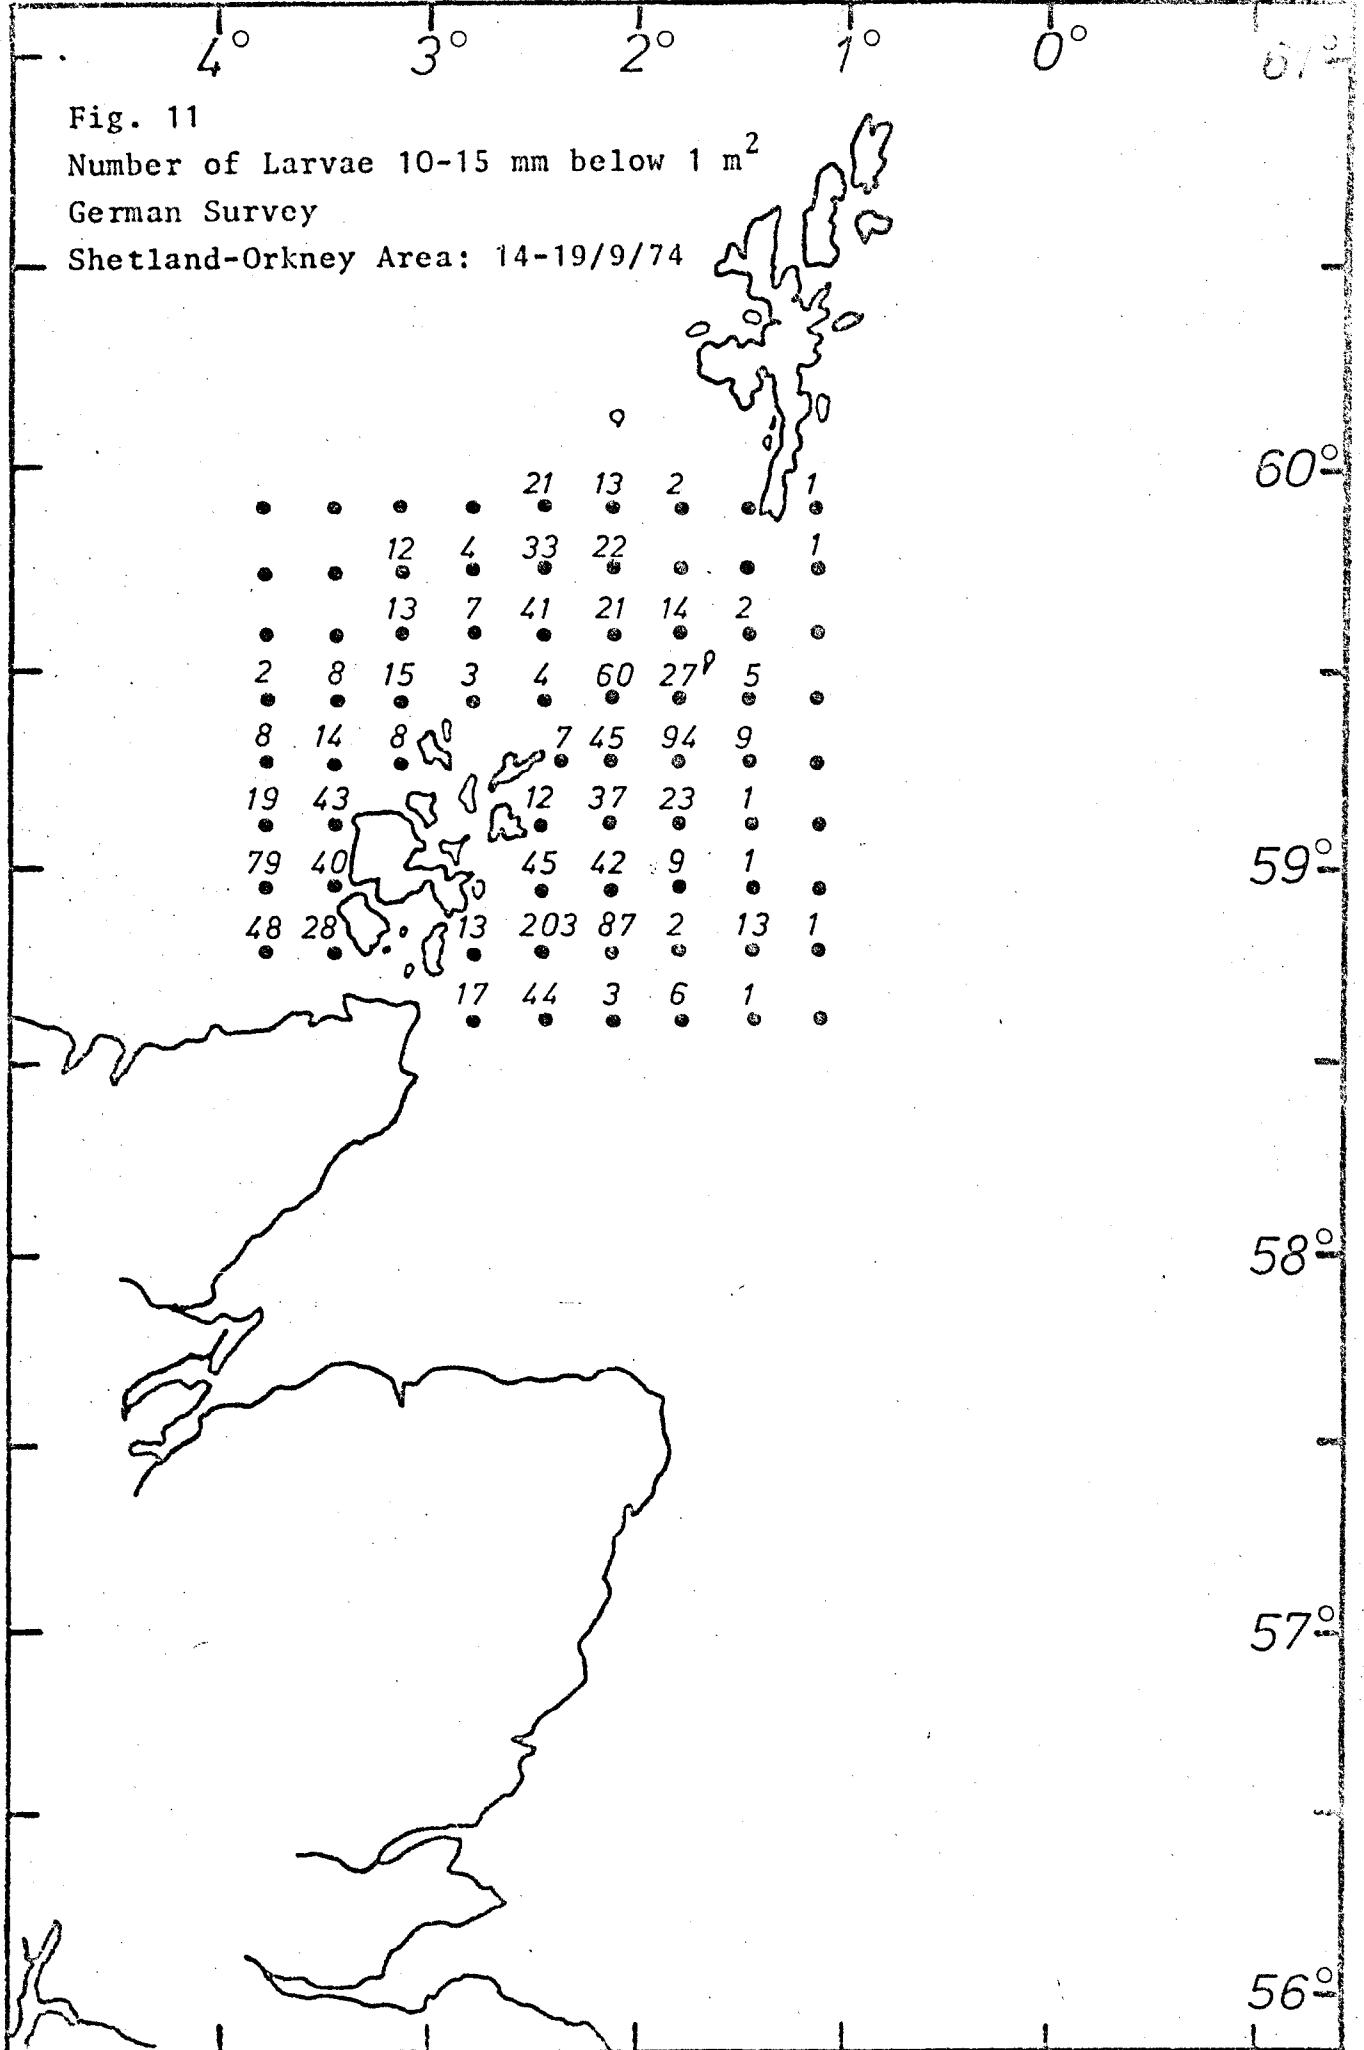 4° 3° 2° 1° 0° 61°
Fig. 11
Number of Larvae 10-15 mm below 1 m²
German Survey
Shetland-Orkney Area: 14-19/9/74
60°
21 13 2 1
12 4 33 22 1
13 7 41 21 14 2
2 8 15 3 4 60 27 5
8 14 8 7 45 94 9
19 43 12 37 23 1
59°
79 40 45 42 9 1
48 28 13 203 87 2 13 1
17 44 3 6 1
58°
57°
56°